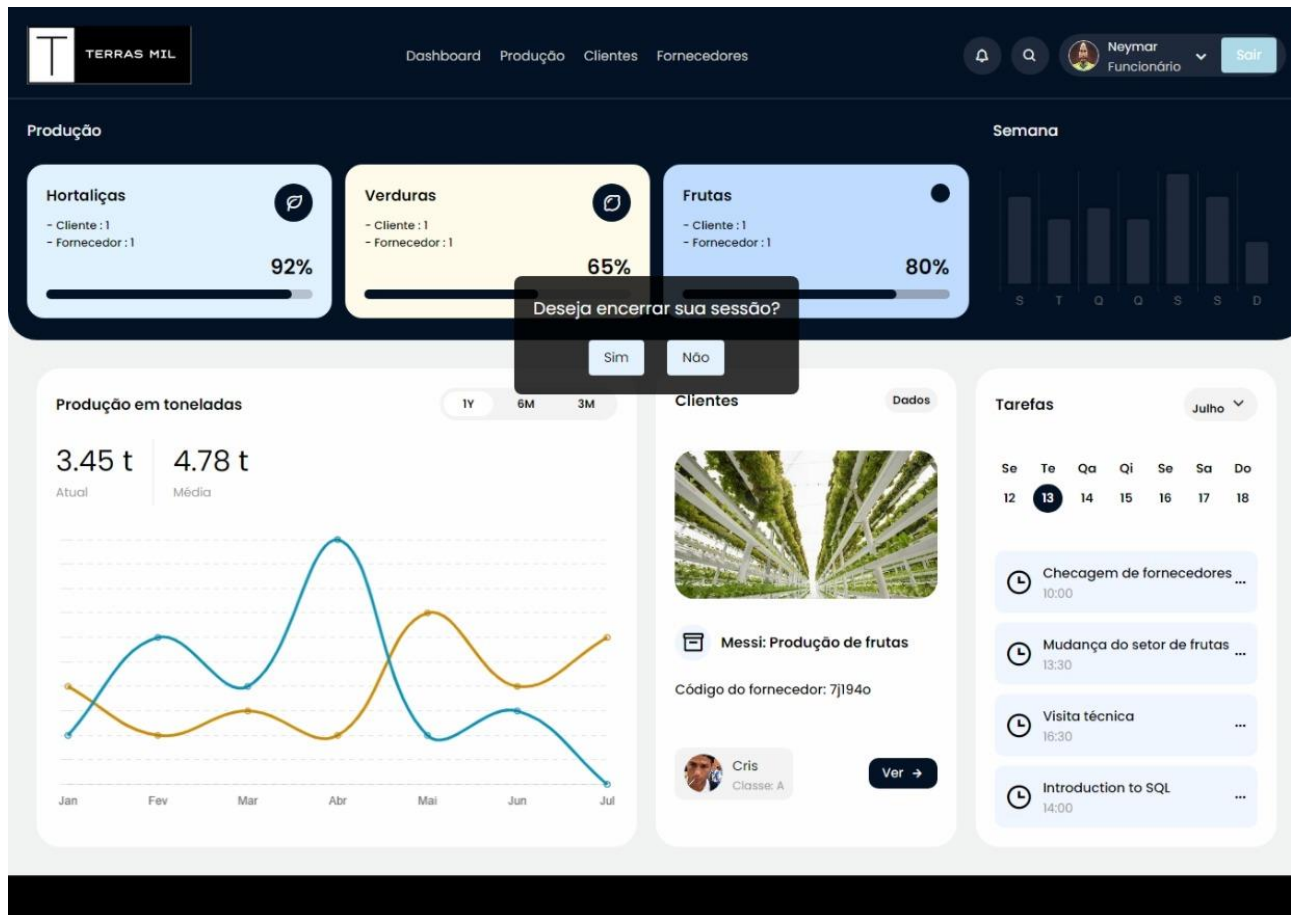 T TERRAS MIL
Dashboard Produção Clientes Fornecedores
Neymar
Funcionário
Sair
Produção
Semana
Hortaliças
- Cliente : 1
- Fornecedor : 1
92%
Verduras
- Cliente : 1
- Fornecedor : 1
65%
Frutas
- Cliente : 1
- Fornecedor : 1
80%
S T Q Q S S D
Deseja encerrar sua sessão?
Sim Não
Produção em toneladas
1Y 6M 3M
3.45 t 4.78 t
Atual Média
Jan Fev Mar Abr Mai Jun Jul
Clientes
Dados
Messi: Produção de frutas
Código do fornecedor: 7j194o
Cris
Classe: A
Ver →
Tarefas
Julho
Se Te Qa Qi Se Sa Do
12 13 14 15 16 17 18
Checagem de fornecedores ...
10:00
Mudança do setor de frutas ...
13:30
Visita técnica ...
16:30
Introduction to SQL ...
14:00